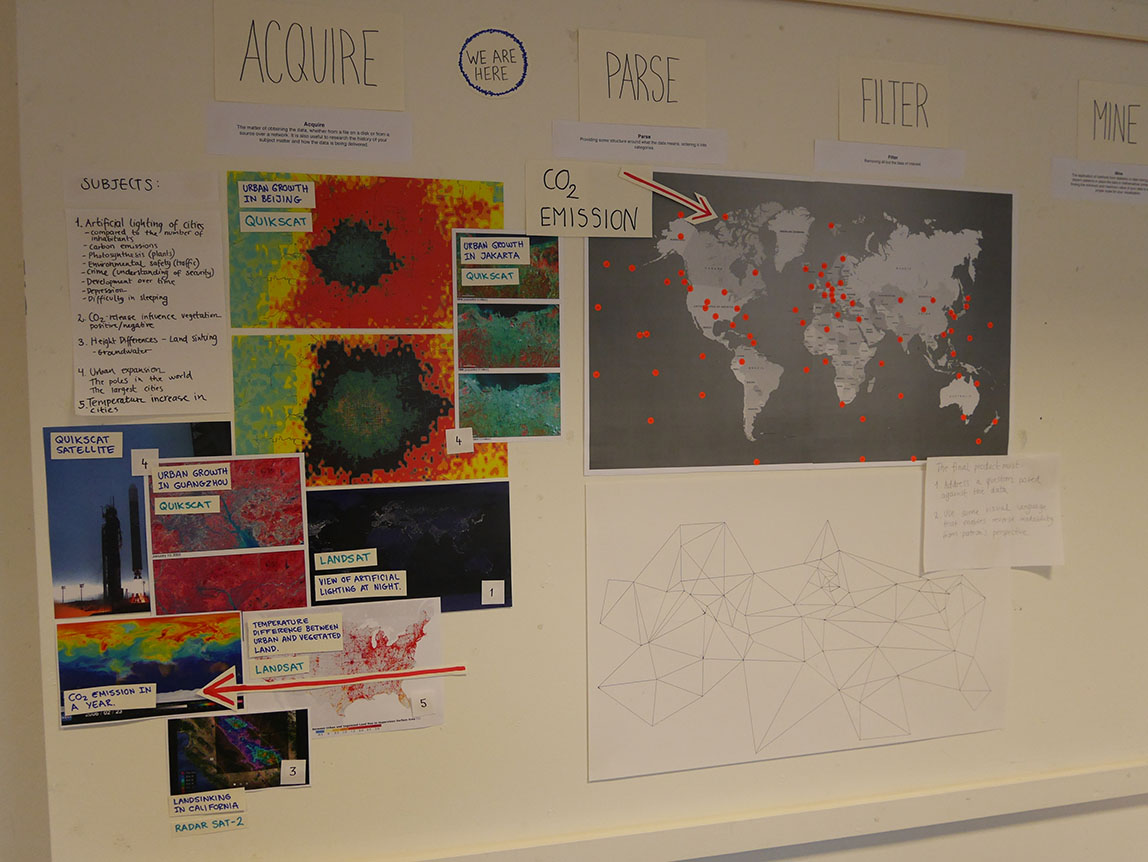 ACQUIRE
WE ARE
HERE
PARSE
FILTER
MINE
Acquire
The matter of obtaining the data, whether from a file on a disk or from a
source over a network. It is also useful to research the history of your
subject matter and how the data is being delivered.
Parse
Providing some structure around what the data means, ordering it into
categories.
Filter
Removing all but the data of interest.
Mine
SUBJECTS:
1. Artificial lighting of cities
- compared to the number of
inhabitants
- Carbon emissions
- Photosynthesis (plants)
- Environmental safety (traffic)
- Crime (understanding of security)
- Development over time
- Depression
- Difficulty in sleeping
2. CO2 release influence vegetation
positive/negative
3. Height Differences - Land sinking
- Groundwater
4 Urban expansion
The poles in the world
The largest cities
5. Temperature increase in
cities
URBAN GROWTH
IN BEIJING
QUIKSCAT
URBAN GROWTH
IN JAKARTA
QUIKSCAT
4
CO2
EMISSION
QUIKSCAT
SATELLITE
4
URBAN GROWTH
IN GUANGZHOU
QUIKSCAT
LANDSAT
VIEW OF ARTIFICIAL
LIGHTING AT NIGHT.
1
TEMPERATURE
DIFFERENCE BETWEEN
URBAN AND VEGETATED
LAND.
LANDSAT
5
CO2 EMISSION IN
A YEAR.
3
LANDSINKING
IN CALIFORNIA
RADAR SAT-2
The final product must:
1. Address a question posed
against the data
2. Use some visual language
that
perspective